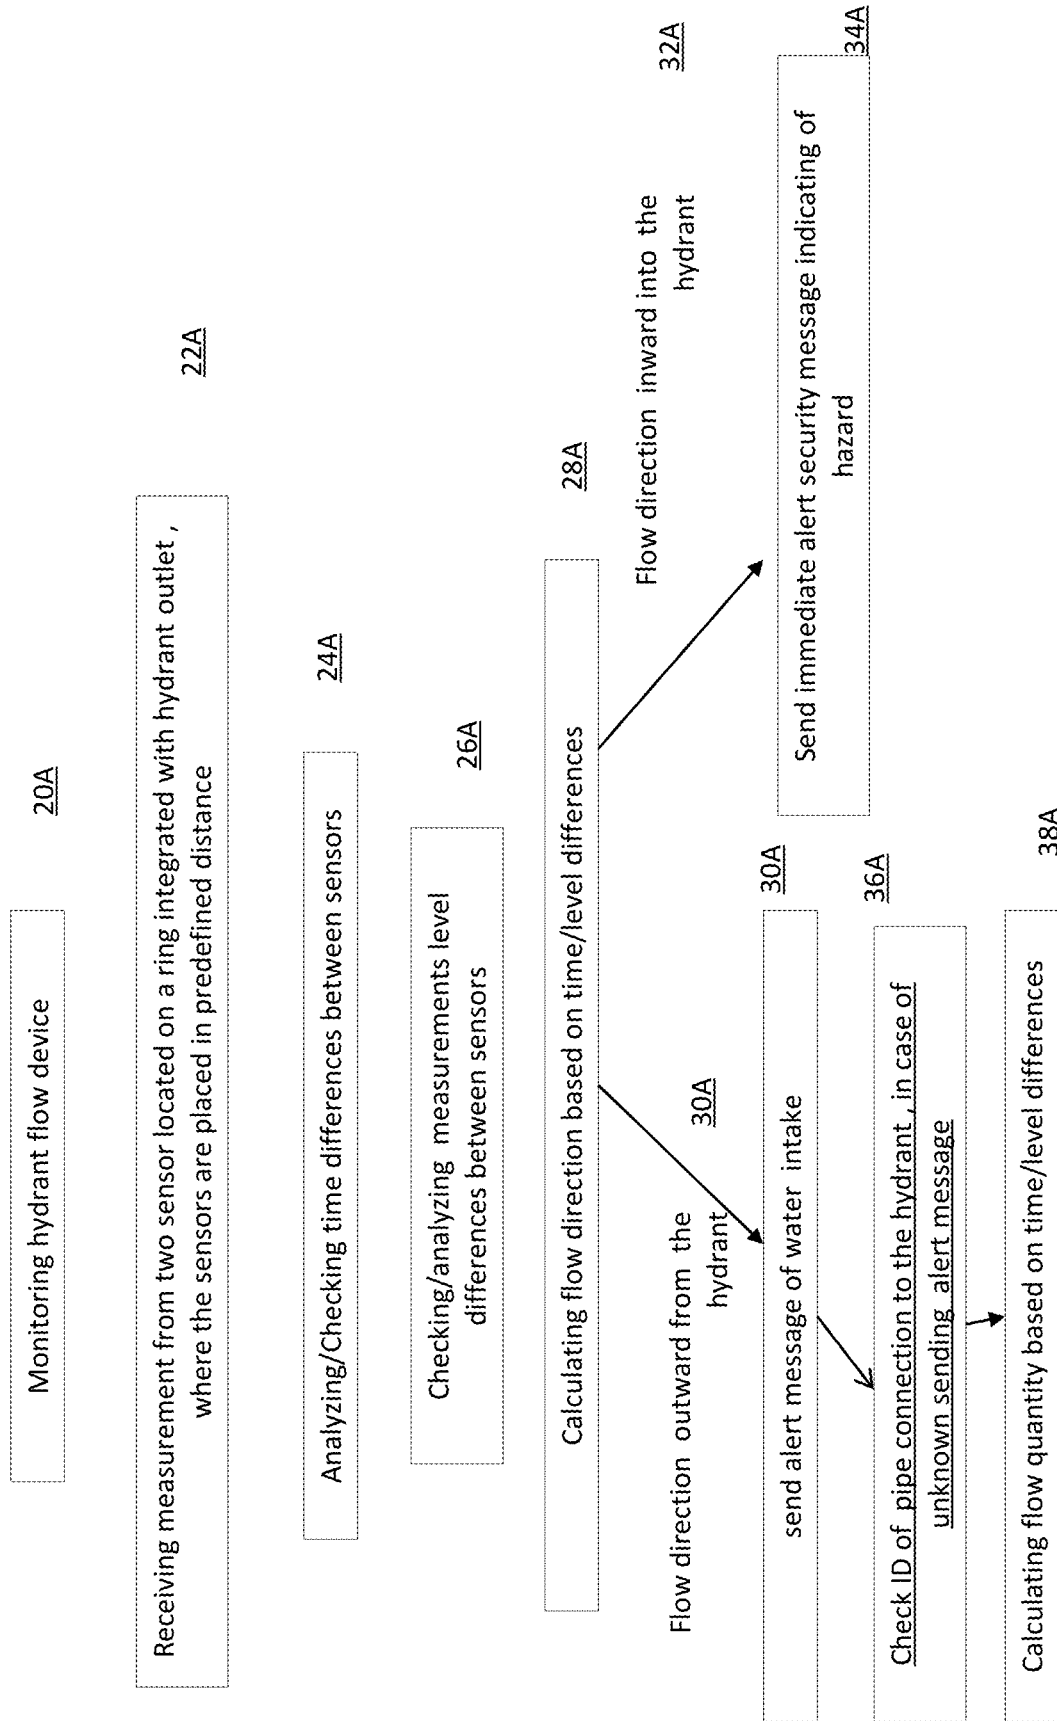 Monitoring hydrant flow device
20A
Receiving measurement from two sensor located on a ring integrated with hydrant outlet ,
where the sensors are placed in predefined distance
22A
Analyzing/Checking time differences between sensors
24A
Checking/analyzing measurements level
differences between sensors
26A
Calculating flow direction based on time/level differences
28A
Flow direction outward from the
hydrant
30A
Flow direction inward into the
hydrant
32A
send alert message of water intake
30A
Send immediate alert security message indicating of
hazard
34A
Check ID of pipe connection to the hydrant , in case of
unknown sending alert message
36A
Calculating flow quantity based on time/level differences
38A